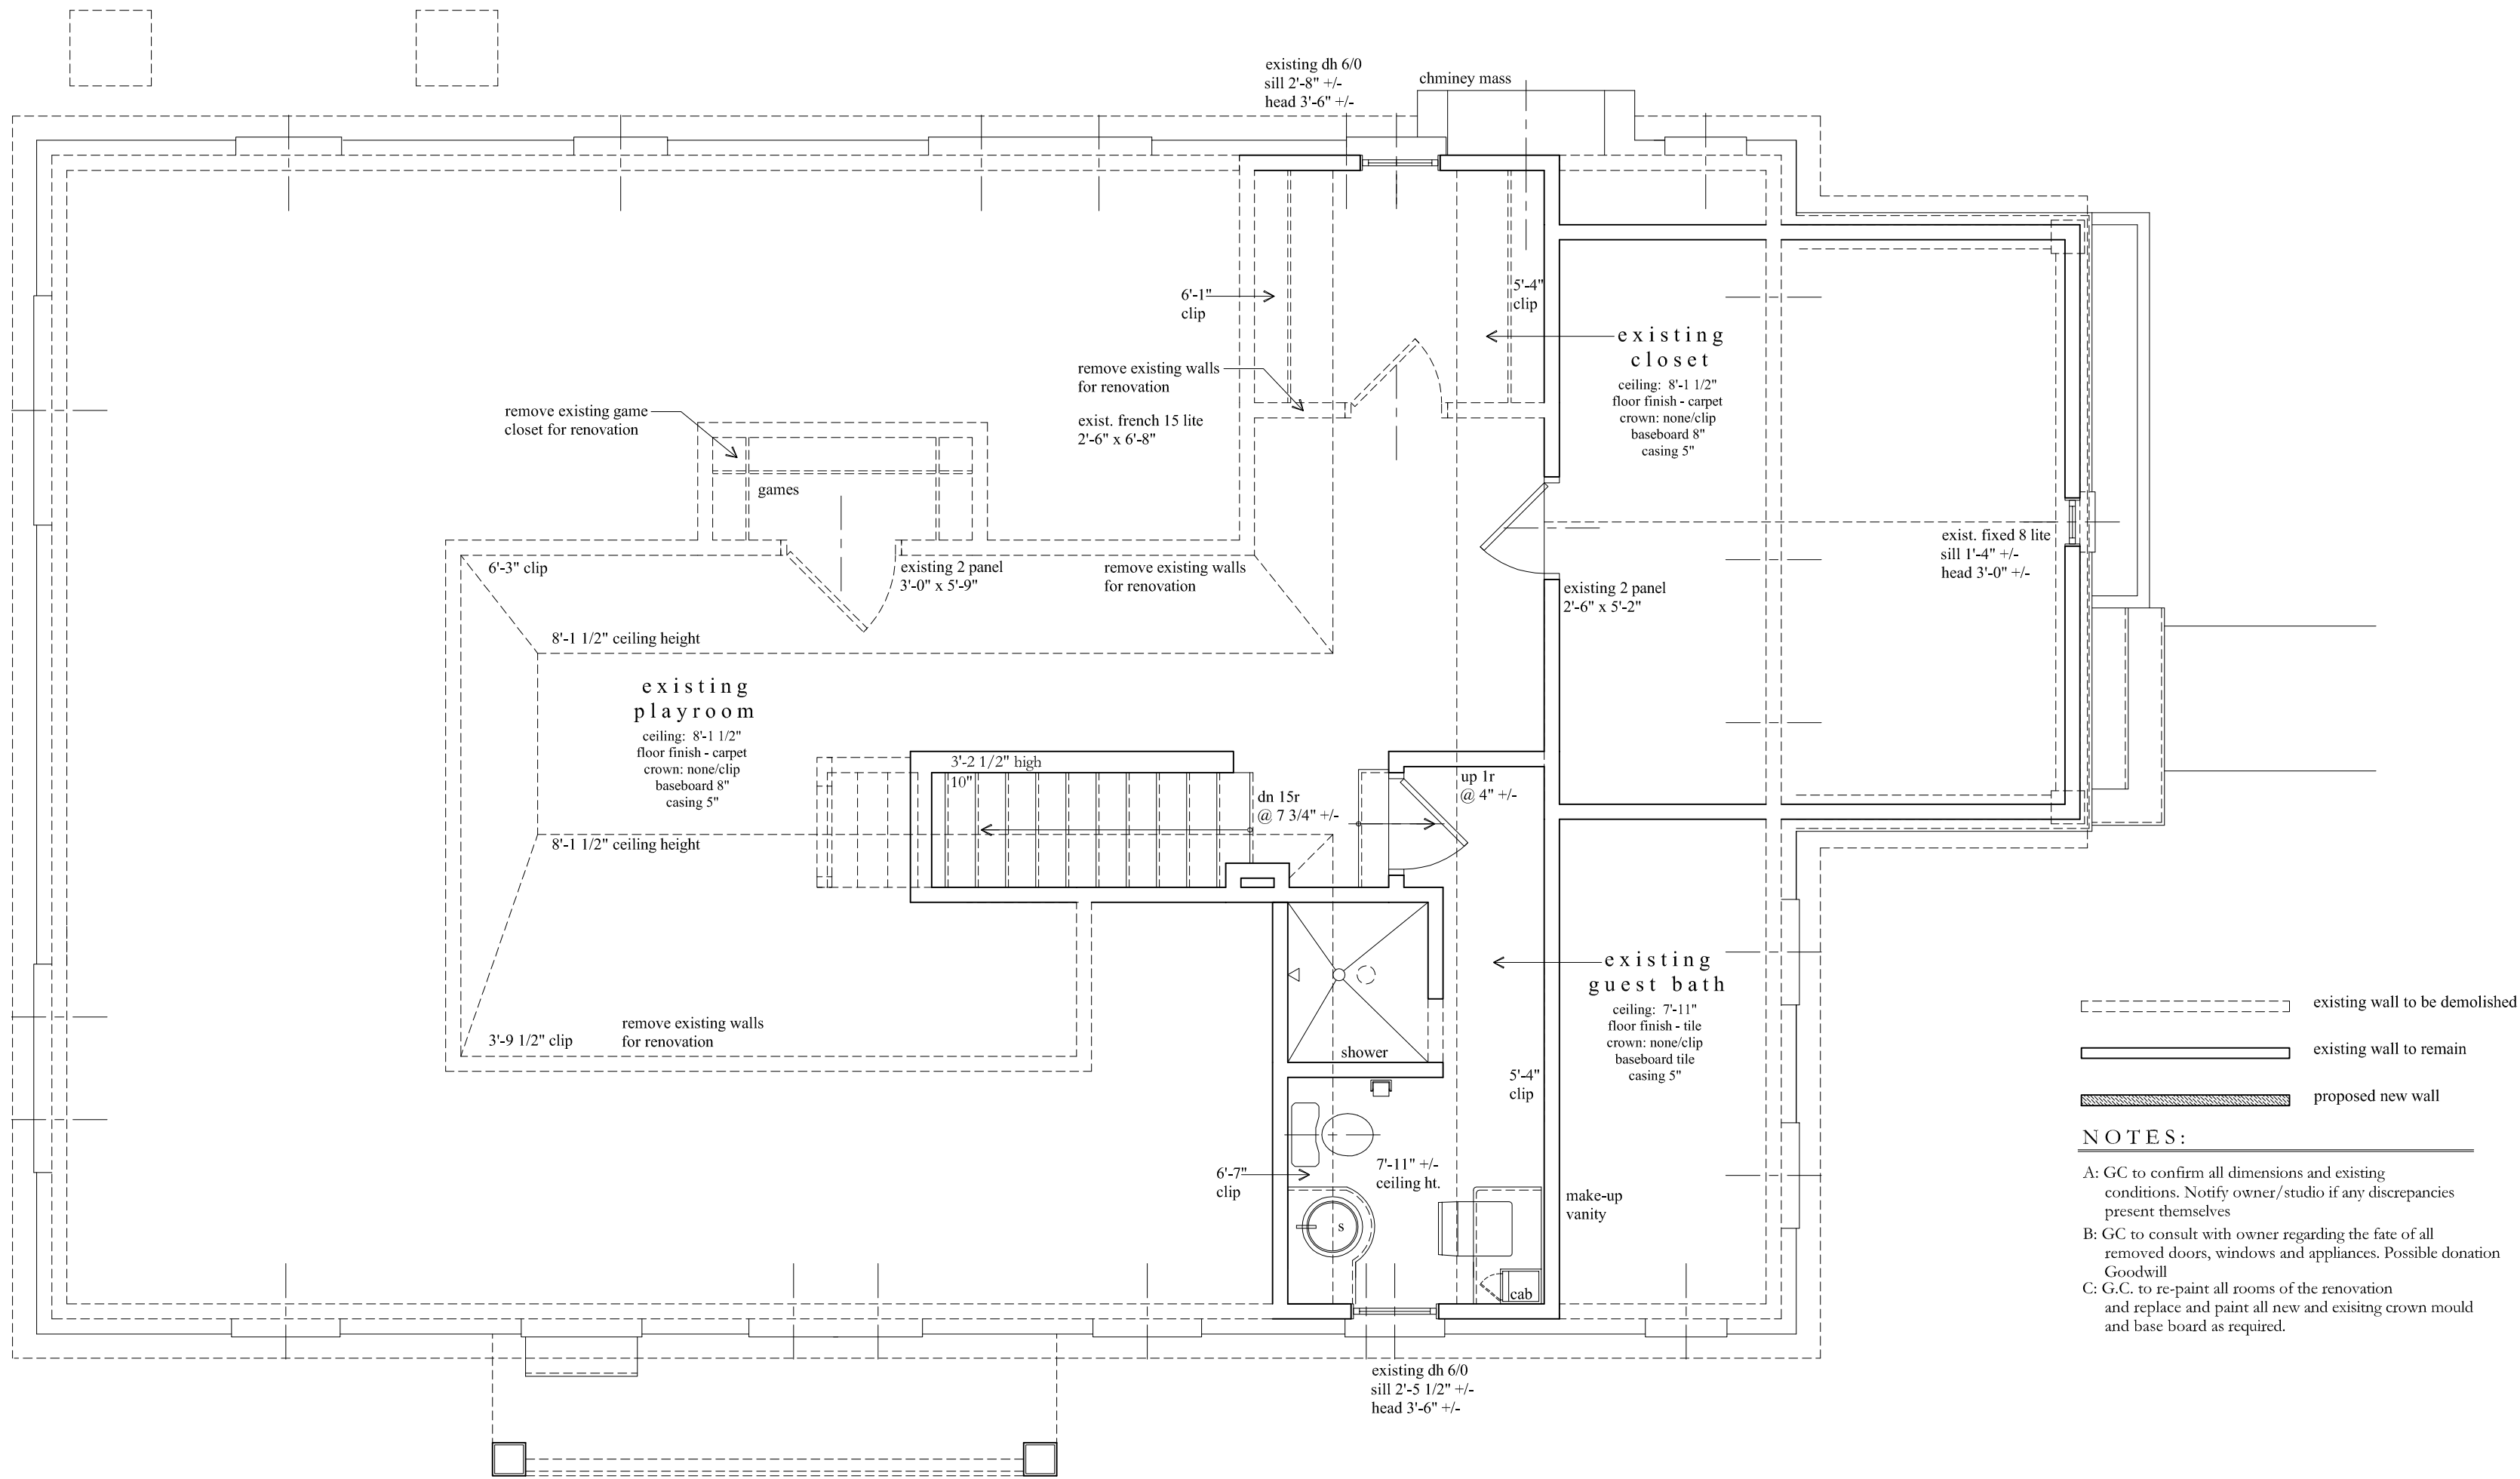 existing dh 6/0
sill 2'-8" +/-
head 3'-6" +/-
chminey mass
6'-1"
clip
5'-4"
clip
existing
closet
ceiling: 8'-1 1/2"
floor finish - carpet
crown: none/clip
baseboard 8"
casing 5"
remove existing walls
for renovation
exist. french 15 lite
2'-6" x 6'-8"
remove existing game
closet for renovation
games
6'-3" clip
existing 2 panel
3'-0" x 5'-9"
remove existing walls
for renovation
existing 2 panel
2'-6" x 5'-2"
exist. fixed 8 lite
sill 1'-4" +/-
head 3'-0" +/-
8'-1 1/2" ceiling height
existing
playroom
ceiling: 8'-1 1/2"
floor finish - carpet
crown: none/clip
baseboard 8"
casing 5"
3'-2 1/2" high
10"
dn 15r
@ 7 3/4" +/-
up 1r
@ 4" +/-
8'-1 1/2" ceiling height
existing
guest bath
ceiling: 7'-11"
floor finish - tile
crown: none/clip
baseboard tile
casing 5"
3'-9 1/2" clip
remove existing walls
for renovation
shower
5'-4"
clip
6'-7"
clip
7'-11" +/-
ceiling ht.
make-up
vanity
s
cab
existing dh 6/0
sill 2'-5 1/2" +/-
head 3'-6" +/-
existing wall to be demolished
existing wall to remain
proposed new wall
NOTES:
A: GC to confirm all dimensions and existing
conditions. Notify owner/studio if any discrepancies
present themselves
B: GC to consult with owner regarding the fate of all
removed doors, windows and appliances. Possible donation
Goodwill
C: G.C. to re-paint all rooms of the renovation
and replace and paint all new and exisitng crown mould
and base board as required.